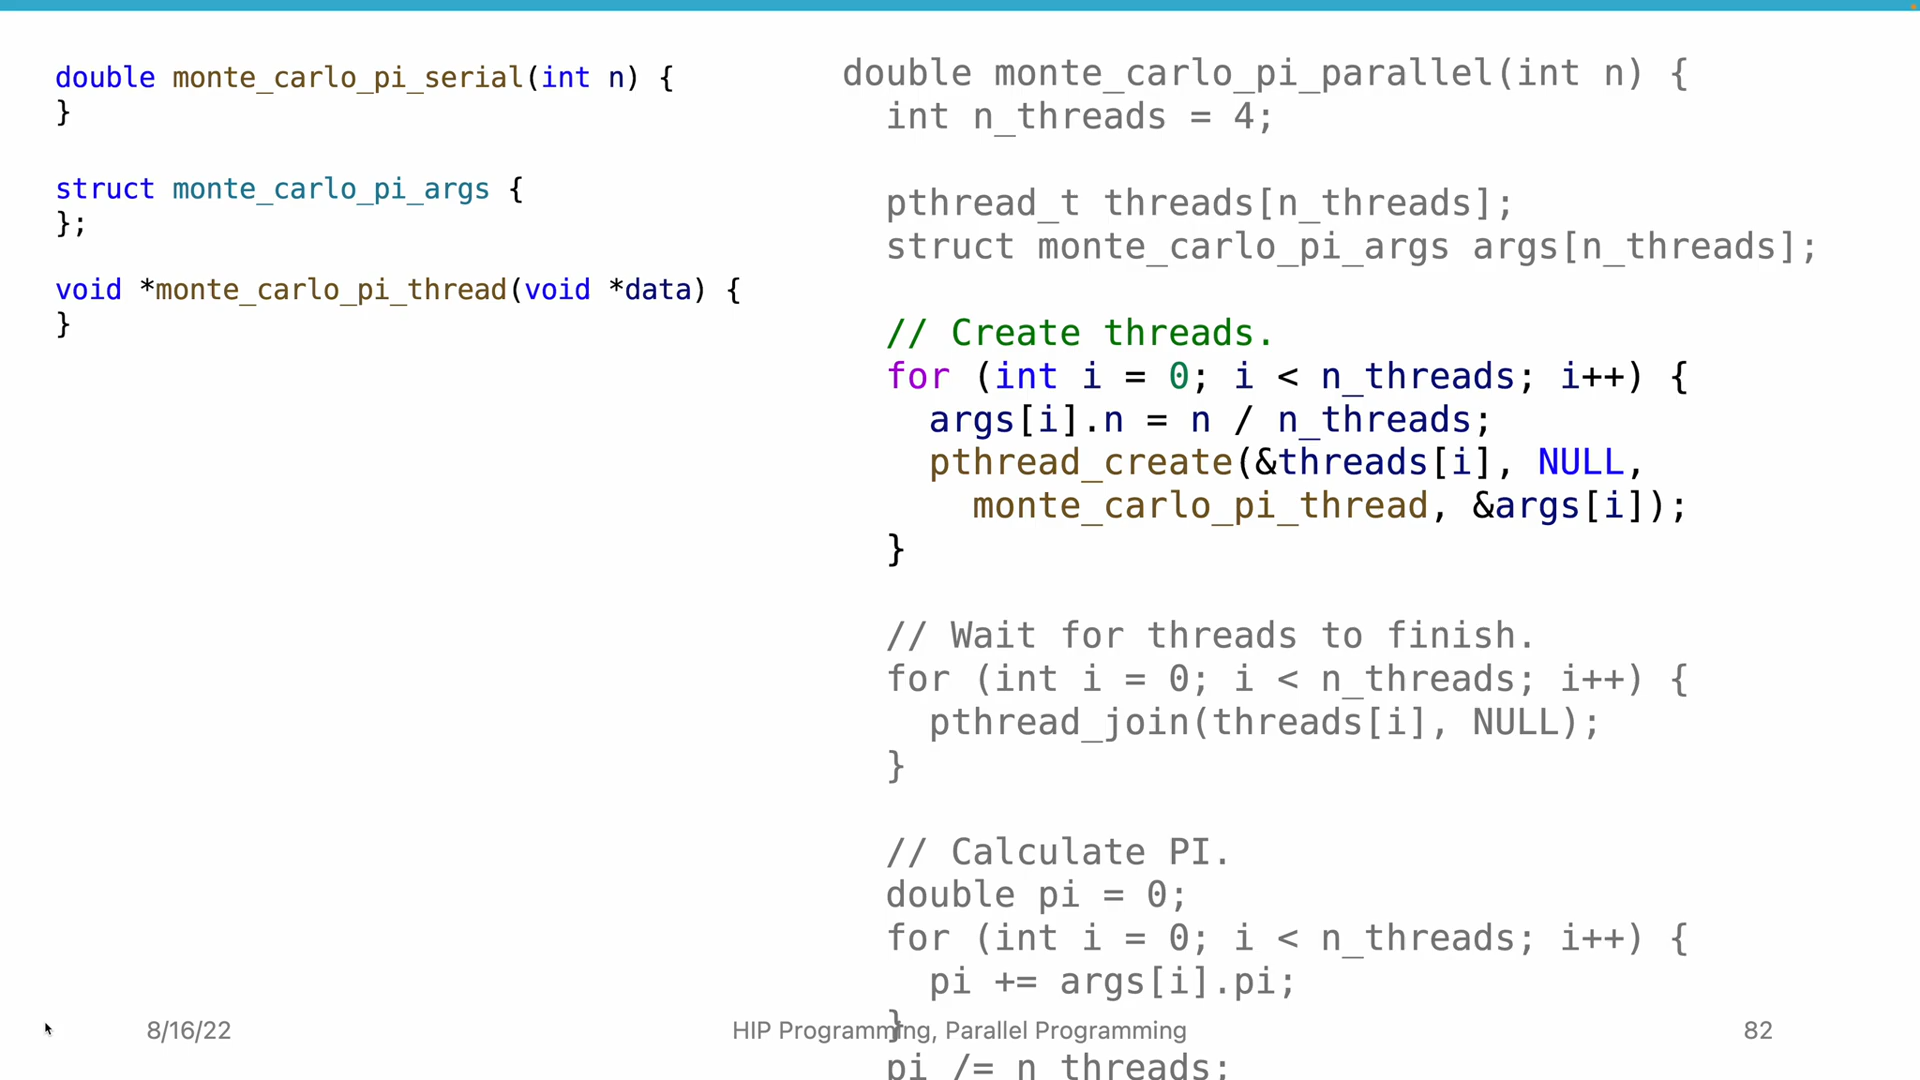 double monte_carlo_pi_serial(int n) {
}
struct monte_carlo_pi_args {
};
void *monte_carlo_pi_thread(void *data) {
}
double monte_carlo_pi_parallel(int n) {
int n_threads = 4;
pthread_t threads[n_threads];
struct monte_carlo_pi_args args[n_threads];
// Create threads.
for (int i = 0; i < n_threads; i++) {
args[i].n = n / n_threads;
pthread_create(&threads[i], NULL,
monte_carlo_pi_thread, &args[i]);
}
// Wait for threads to finish.
for (int i = 0; i < n_threads; i++) {
pthread_join(threads[i], NULL);
}
// Calculate PI.
double pi = 0;
for (int i = 0; i < n_threads; i++) {
pi += args[i].pi;
}
pi /= n_threads;
8/16/22
HIP Programming, Parallel Programming
82